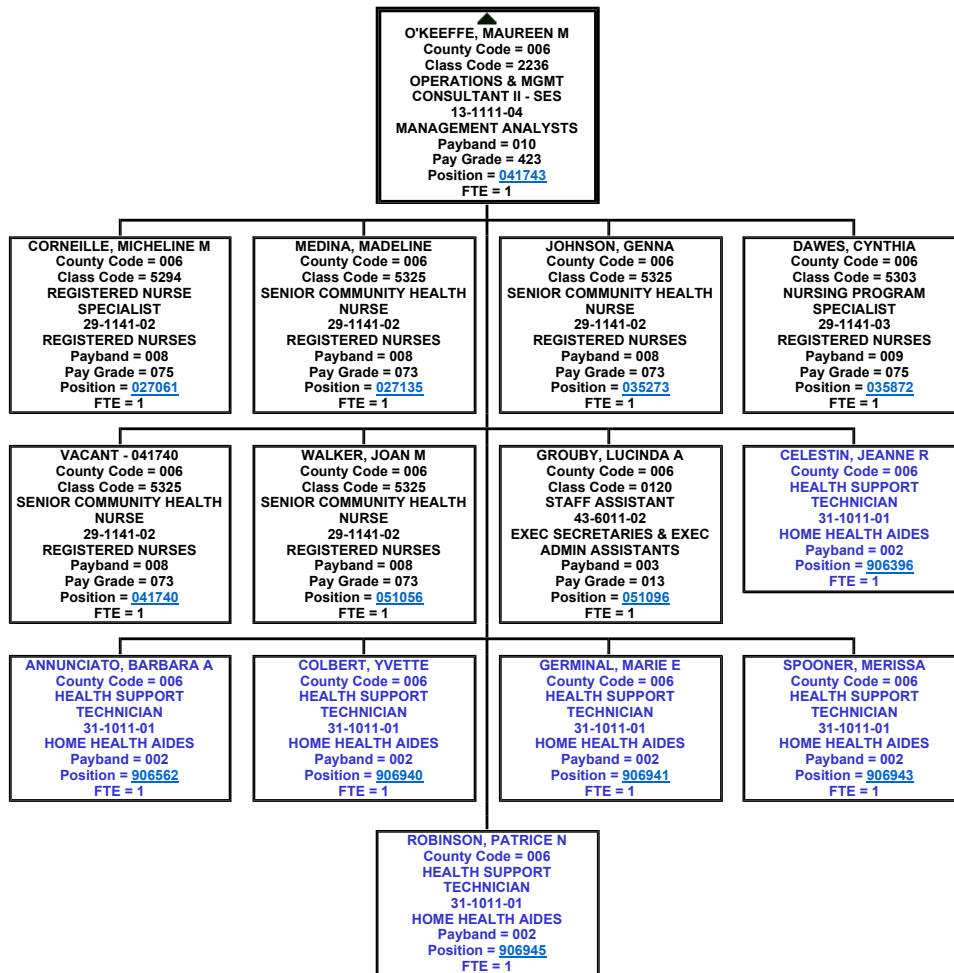 O'KEEFFE, MAUREEN M
County Code = 006
Class Code = 2236
OPERATIONS & MGMT
CONSULTANT II - SES
13-1111-04
MANAGEMENT ANALYSTS
Payband = 010
Pay Grade = 423
Position = 041743
FTE = 1
CORNEILLE, MICHELINE M
County Code = 006
Class Code = 5294
REGISTERED NURSE
SPECIALIST
29-1141-02
REGISTERED NURSES
Payband = 008
Pay Grade = 075
Position = 027061
FTE = 1
MEDINA, MADELINE
County Code = 006
Class Code = 5325
SENIOR COMMUNITY HEALTH
NURSE
29-1141-02
REGISTERED NURSES
Payband = 008
Pay Grade = 073
Position = 027135
FTE = 1
JOHNSON, GENNA
County Code = 006
Class Code = 5325
SENIOR COMMUNITY HEALTH
NURSE
29-1141-02
REGISTERED NURSES
Payband = 008
Pay Grade = 073
Position = 035273
FTE = 1
DAWES, CYNTHIA
County Code = 006
Class Code = 5303
NURSING PROGRAM
SPECIALIST
29-1141-03
REGISTERED NURSES
Payband = 009
Pay Grade = 075
Position = 035872
FTE = 1
VACANT - 041740
County Code = 006
Class Code = 5325
SENIOR COMMUNITY HEALTH
NURSE
29-1141-02
REGISTERED NURSES
Payband = 008
Pay Grade = 073
Position = 041740
FTE = 1
WALKER, JOAN M
County Code = 006
Class Code = 5325
SENIOR COMMUNITY HEALTH
NURSE
29-1141-02
REGISTERED NURSES
Payband = 008
Pay Grade = 073
Position = 051056
FTE = 1
GROUBY, LUCINDA A
County Code = 006
Class Code = 0120
STAFF ASSISTANT
43-6011-02
EXEC SECRETARIES & EXEC
ADMIN ASSISTANTS
Payband = 003
Pay Grade = 013
Position = 051096
FTE = 1
CELESTIN, JEANNE R
County Code = 006
HEALTH SUPPORT
TECHNICIAN
31-1011-01
HOME HEALTH AIDES
Payband = 002
Position = 906396
FTE = 1
ANNUNCIATO, BARBARA A
County Code = 006
HEALTH SUPPORT
TECHNICIAN
31-1011-01
HOME HEALTH AIDES
Payband = 002
Position = 906562
FTE = 1
COLBERT, YVETTE
County Code = 006
HEALTH SUPPORT
TECHNICIAN
31-1011-01
HOME HEALTH AIDES
Payband = 002
Position = 906940
FTE = 1
GERMINAL, MARIE E
County Code = 006
HEALTH SUPPORT
TECHNICIAN
31-1011-01
HOME HEALTH AIDES
Payband = 002
Position = 906941
FTE = 1
SPOONER, MERISSA
County Code = 006
HEALTH SUPPORT
TECHNICIAN
31-1011-01
HOME HEALTH AIDES
Payband = 002
Position = 906943
FTE = 1
ROBINSON, PATRICE N
County Code = 006
HEALTH SUPPORT
TECHNICIAN
31-1011-01
HOME HEALTH AIDES
Payband = 002
Position = 906945
FTE = 1